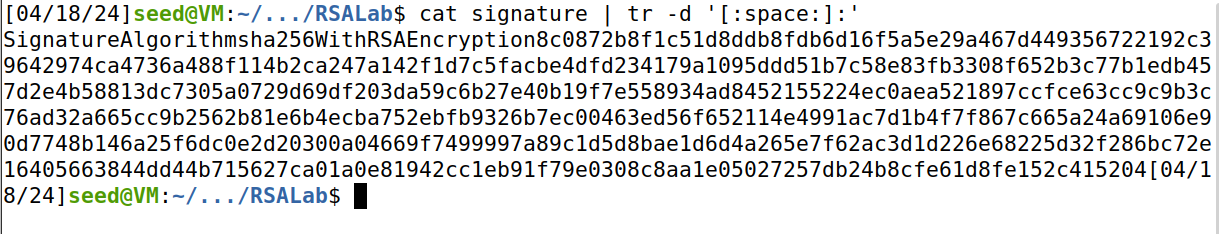 [04/18/24]seed@VM:~/.../RSALab$ cat signature | tr -d '[:space:]:'
SignatureAlgorithmsha256WithRSAEncryption8c0872b8f1c51d8ddb8fdb6d16f5a5e29a467d449356722192c3
9642974ca4736a488f114b2ca247a142f1d7c5facbe4dfd234179a1095ddd51b7c58e83fb3308f652b3c77b1edb45
7d2e4b58813dc7305a0729d69df203da59c6b27e40b19f7e558934ad8452155224ec0aea521897ccfce63cc9c9b3c
76ad32a665cc9b2562b81e6b4ecba752ebfb9326b7ec00463ed56f652114e4991ac7d1b4f7f867c665a24a69106e9
0d7748b146a25f6dc0e2d20300a04669f7499997a89c1d5d8bae1d6d4a265e7f62ac3d1d226e68225d32f286bc72e
16405663844dd44b715627ca01a0e81942cc1eb91f79e0308c8aa1e05027257db24b8cfe61d8fe152c415204[04/1
8/24]seed@VM:~/.../RSALab$